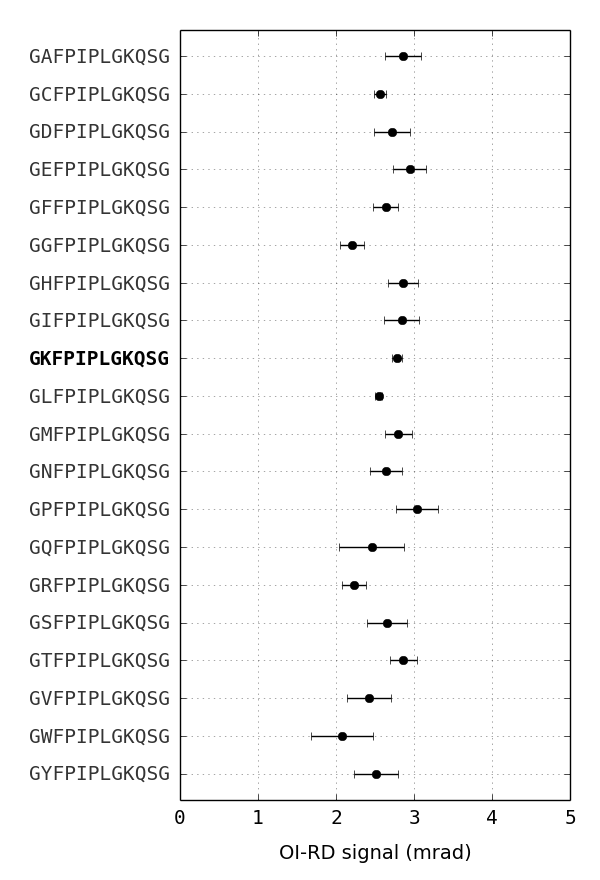 GAFPIPLGKQSG
GCFPIPLGKQSG
GDFPIPLGKQSG
GEFPIPLGKQSG
GFFPIPLGKQSG
GGFPIPLGKQSG
GHFPIPLGKQSG
GIFPIPLGKQSG
GKFPIPLGKQSG
GLFPIPLGKQSG
GMFPIPLGKQSG
GNFPIPLGKQSG
GPFPIPLGKQSG
GQFPIPLGKQSG
GRFPIPLGKQSG
GSFPIPLGKQSG
GTFPIPLGKQSG
GVFPIPLGKQSG
GWFPIPLGKQSG
GYFPIPLGKQSG
0 1 2 3 4 5
OI-RD signal (mrad)